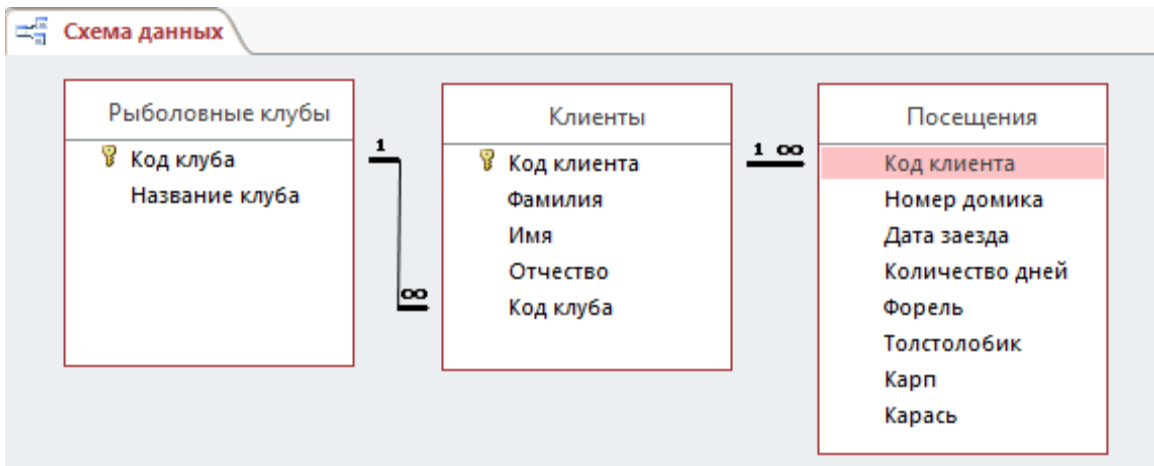 Схема данных
Рыболовные клубы
Код клуба
Название клуба
1
∞
Клиенты
Код клиента
Фамилия
Имя
Отчество
Код клуба
1 ∞
Посещения
Код клиента
Номер домика
Дата заезда
Количество дней
Форель
Толстолобик
Карп
Карась